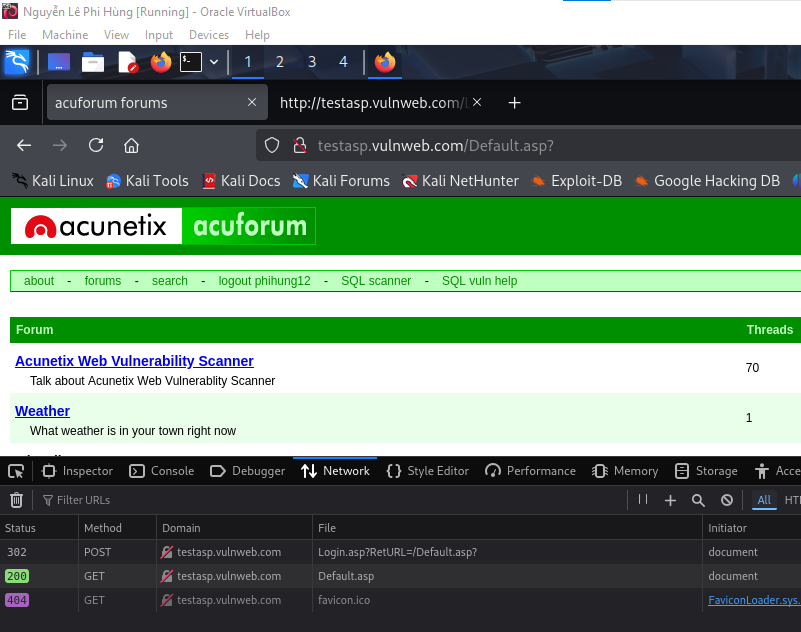 Nguyễn Lê Phi Hùng [Running] - Oracle VirtualBox
File Machine View Input Devices Help
1 2 3 4
acuforum forums × http://testasp.vulnweb.com/ × +
testasp.vulnweb.com/Default.asp?
Kali Linux Kali Tools Kali Docs Kali Forums Kali NetHunter Exploit-DB Google Hacking DB
acunetix acuforum
about - forums - search - logout phihung12 - SQL scanner - SQL vuln help
Forum Threads
Acunetix Web Vulnerability Scanner 70
Talk about Acunetix Web Vulnerablity Scanner
Weather 1
What weather is in your town right now
Inspector Console Debugger Network Style Editor Performance Memory Storage Acce
Filter URLs All HT
Status Method Domain File Initiator
302 POST testasp.vulnweb.com Login.asp?RetURL=/Default.asp? document
200 GET testasp.vulnweb.com Default.asp document
404 GET testasp.vulnweb.com favicon.ico FaviconLoader.sys.